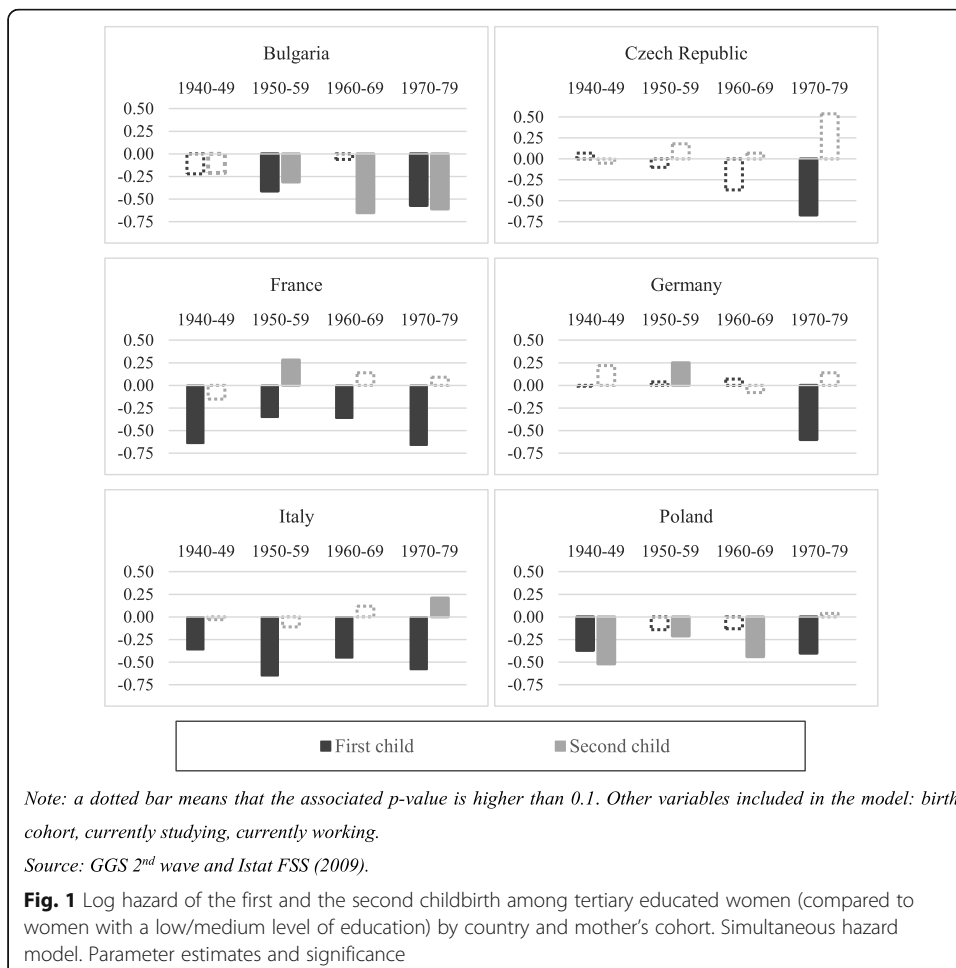 Bulgaria
1940-49 1950-59 1960-69 1970-79
0.50
0.25
0.00
-0.25
-0.50
-0.75
Czech Republic
1940-49 1950-59 1960-69 1970-79
0.50
0.25
0.00
-0.25
-0.50
-0.75
France
1940-49 1950-59 1960-69 1970-79
0.50
0.25
0.00
-0.25
-0.50
-0.75
Germany
1940-49 1950-59 1960-69 1970-79
0.50
0.25
0.00
-0.25
-0.50
-0.75
Italy
1940-49 1950-59 1960-69 1970-79
0.50
0.25
0.00
-0.25
-0.50
-0.75
Poland
1940-49 1950-59 1960-69 1970-79
0.50
0.25
0.00
-0.25
-0.50
-0.75
First child Second child
Note: a dotted bar means that the associated p-value is higher than 0.1. Other variables included in the model: birth
cohort, currently studying, currently working.
Source: GGS 2nd wave and Istat FSS (2009).
Fig. 1 Log hazard of the first and the second childbirth among tertiary educated women (compared to
women with a low/medium level of education) by country and mother's cohort. Simultaneous hazard
model. Parameter estimates and significance